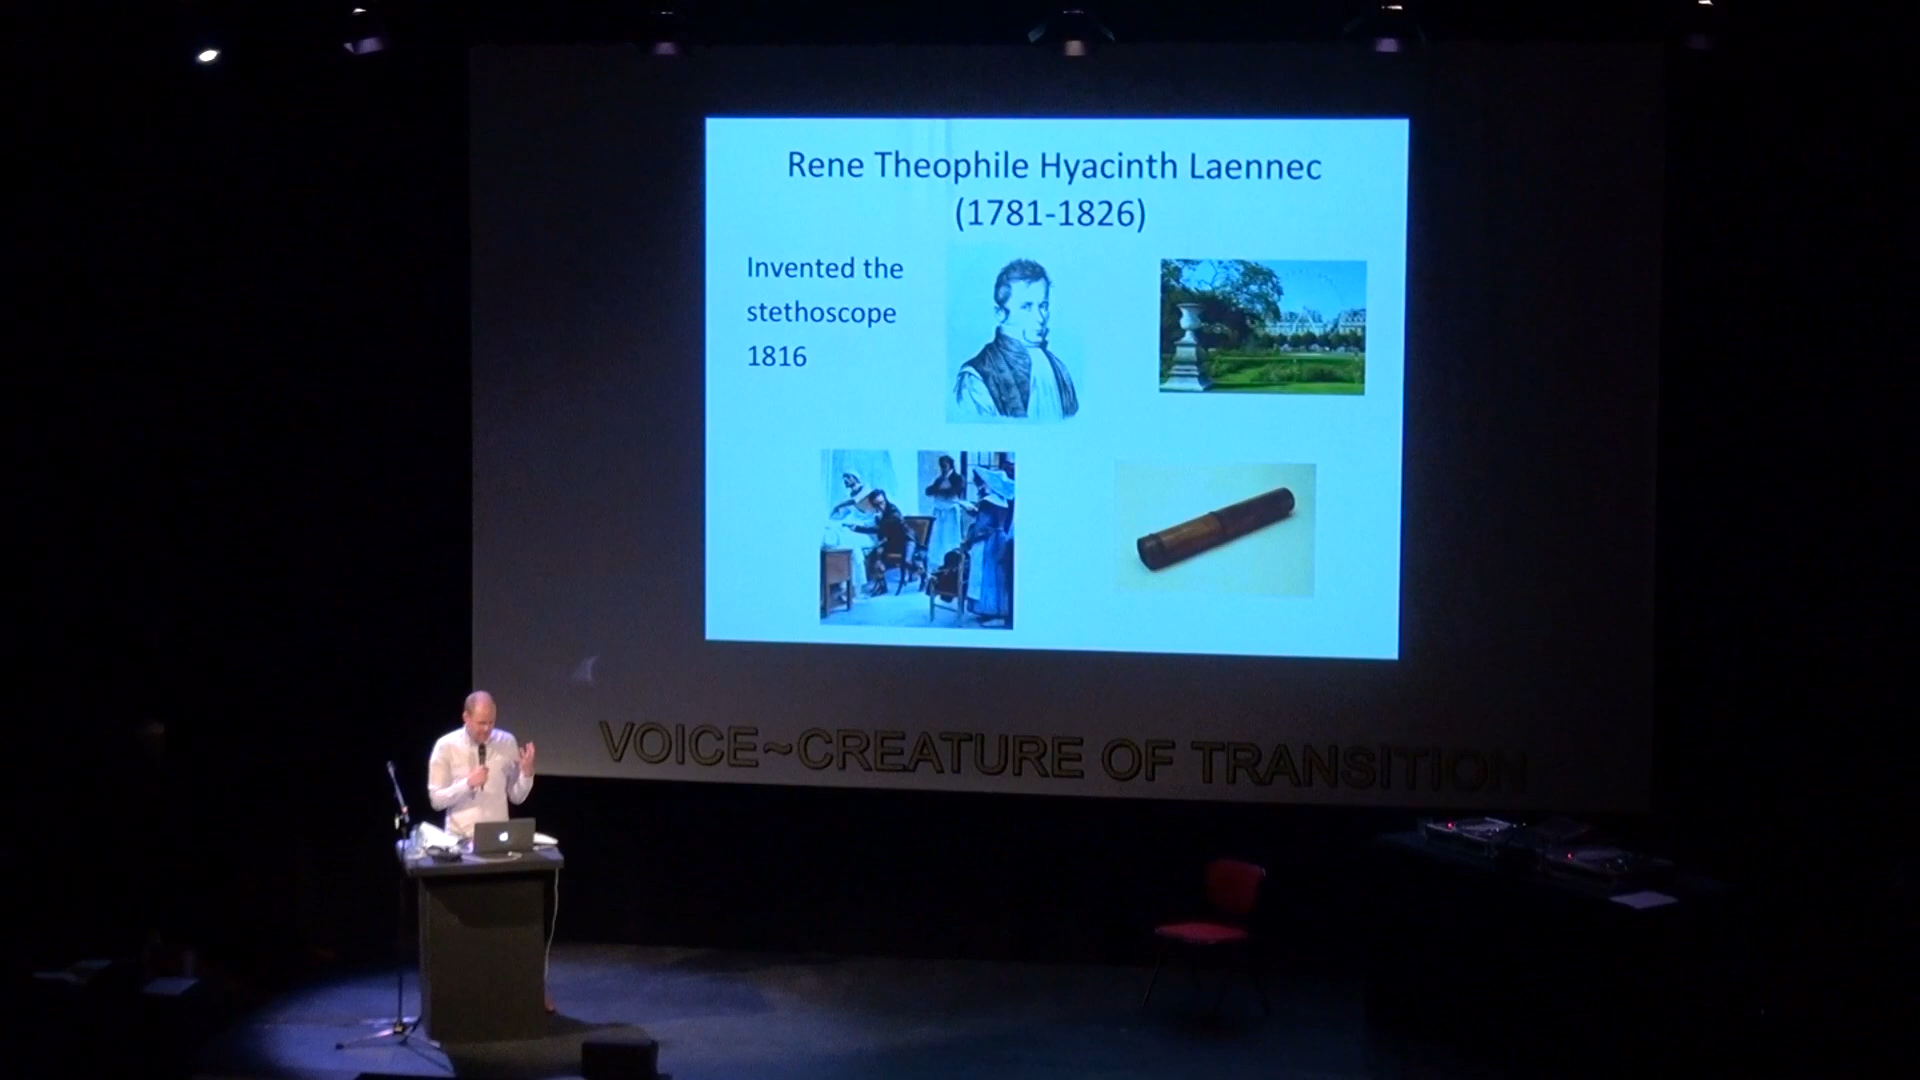 Rene Theophile Hyacinth Laennec
(1781-1826)
Invented the
stethoscope
1816
VOICE~CREATURE OF TRANSITION